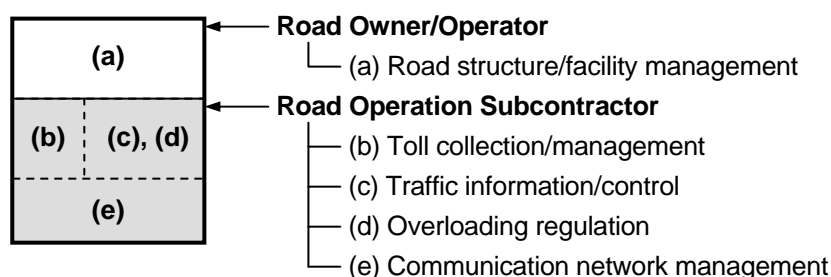 (a)
(b)
(c), (d)
(e)
Road Owner/Operator
(a) Road structure/facility management
Road Operation Subcontractor
(b) Toll collection/management
(c) Traffic information/control
(d) Overloading regulation
(e) Communication network management